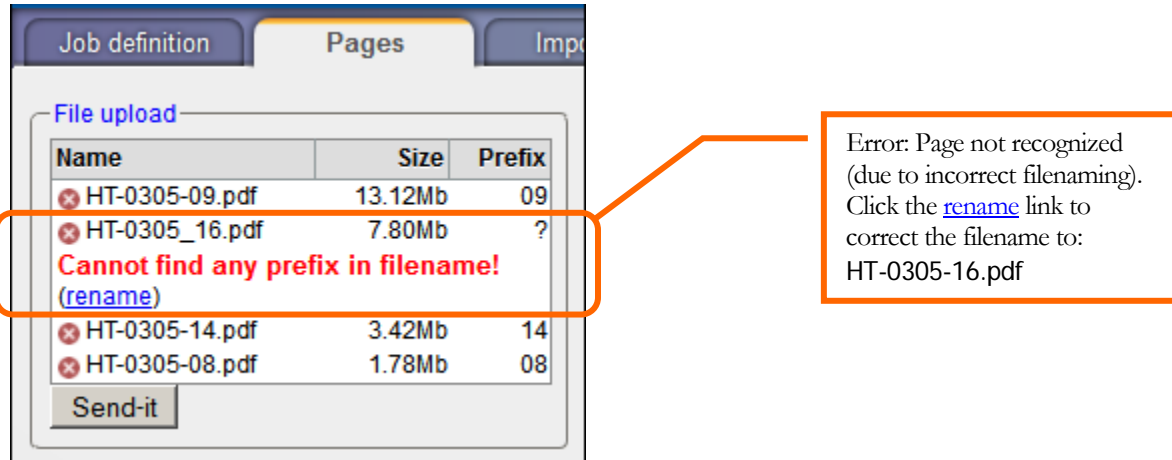 Job definition
Pages
File upload
Name Size Prefix
HT-0305-09.pdf 13.12Mb 09
HT-0305_16.pdf 7.80Mb ?
Cannot find any prefix in filename!
(rename)
HT-0305-14.pdf 3.42Mb 14
HT-0305-08.pdf 1.78Mb 08
Send-it
Error: Page not recognized
(due to incorrect filenaming).
Click the rename link to
correct the filename to:
HT-0305-16.pdf